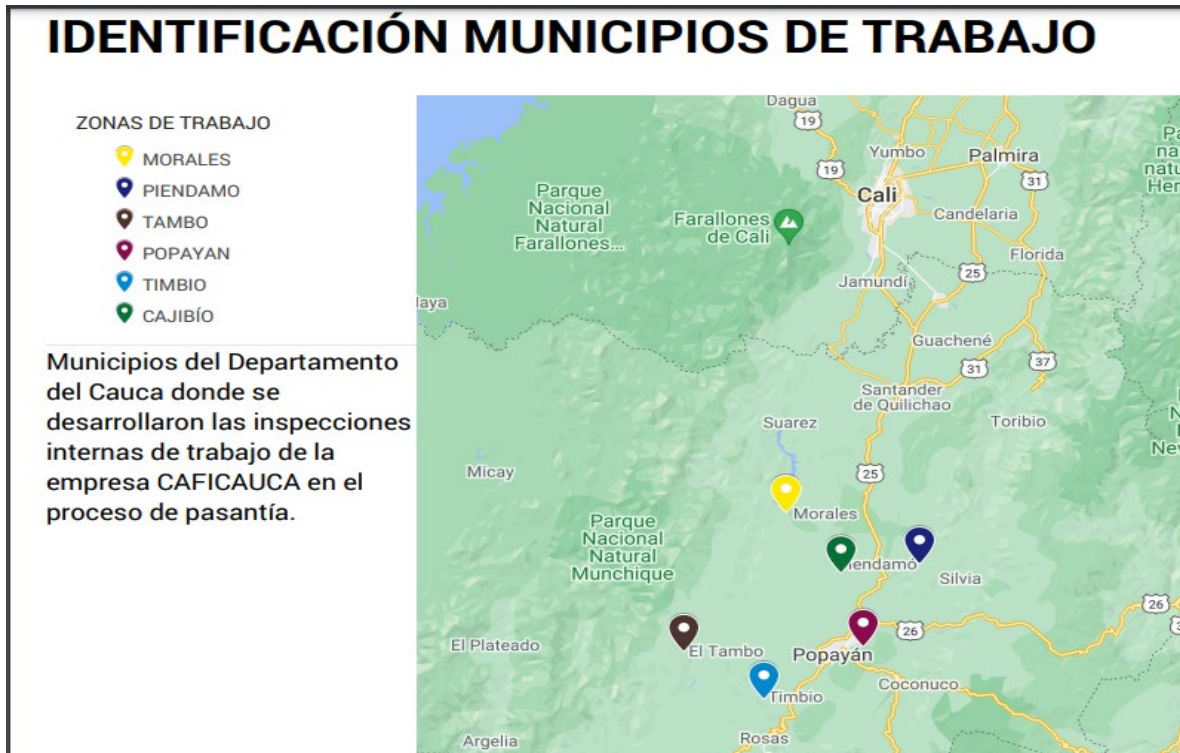 IDENTIFICACIÓN MUNICIPIOS DE TRABAJO
ZONAS DE TRABAJO
MORALES
PIENDAMO
TAMBO
POPAYAN
TIMBIO
CAJIBÍO
Municipios del Departamento
del Cauca donde se
desarrollaron las inspecciones
internas de trabajo de la
empresa CAFICAUCA en el
proceso de pasantía.
Dagua
19
Yumbo
Palmira
19
31
Cali
Parque
Nacional
Natural
Farallones...
Farallones
de Cali
Candelaria
Florida
25
Jamundí
Guachené
31
37
Santander
de Quilichao
Suarez
Toribio
Micay
25
Morales
Parque
Nacional
Natural
Munchique
Silvia
26
26
El Plateado
El Tambo
Popayán
Coconuco
Timbio
Rosas
Argelia